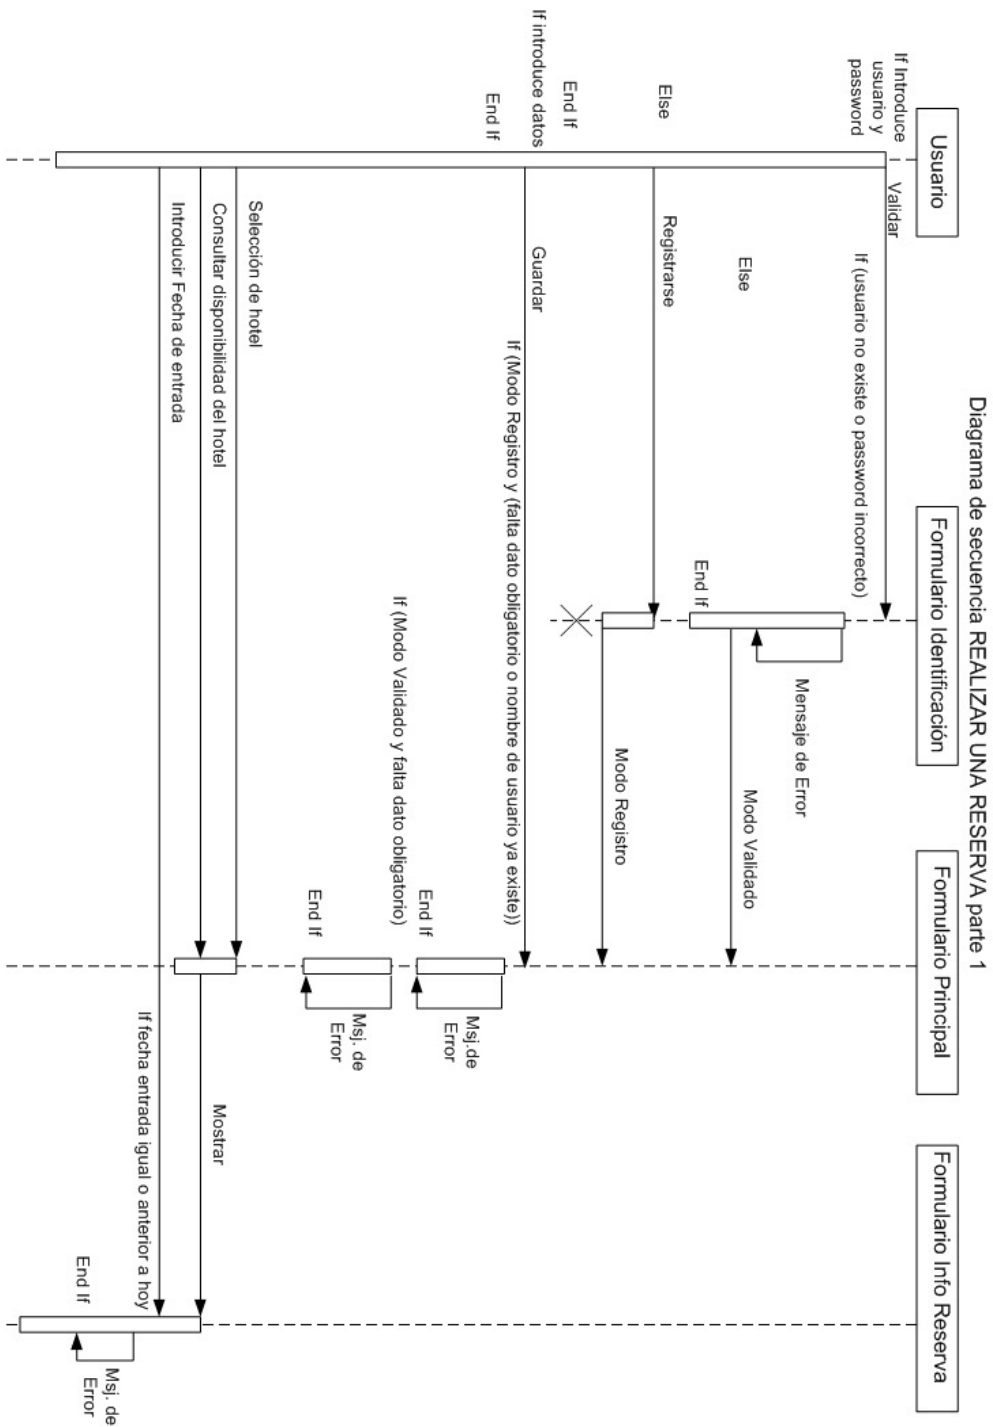 Diagrama de secuencia REALIZAR UNA RESERVA parte 1
Usuario
Formulario Identificación
Formulario Principal
Formulario Info Reserva
If Introduce
usuario y
password
Validar
If (usuario no existe o password incorrecto)
Mensaje de Error
Else
Modo Validado
End If
Else
Registrarse
Modo Registro
End If
If introduce datos
Guardar
If (Modo Registro y (falta dato obligatorio o nombre de usuario ya existe))
Msj.de
Error
End If
End If
If (Modo Validado y falta dato obligatorio)
Msj. de
Error
End If
Selección de hotel
Consultar disponibilidad del hotel
Mostrar
Introducir Fecha de entrada
If fecha entrada igual o anterior a hoy
Msj. de
Error
End If